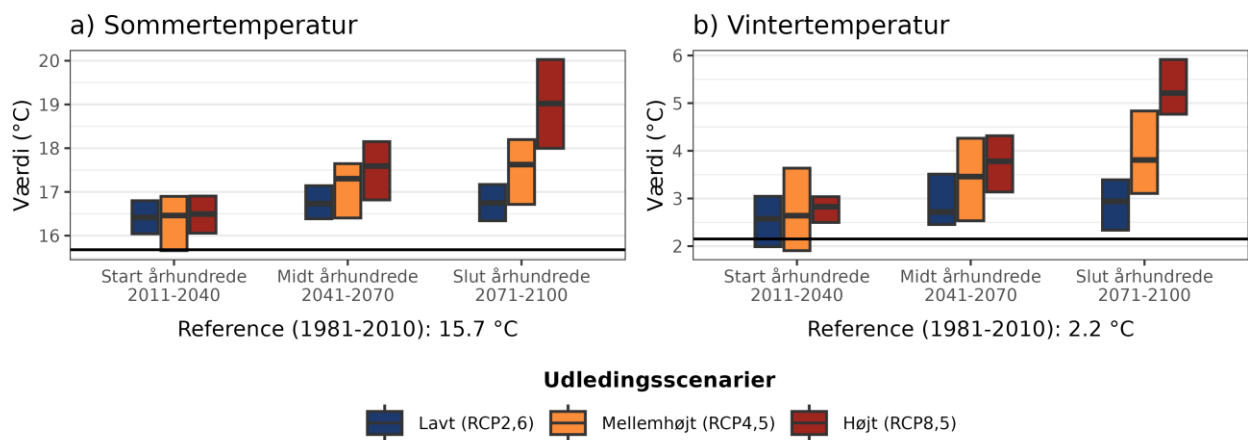 a) Sommertemperatur
Værdi (°C)
20
19
18
17
16
Start århundrede
2011-2040
Midt århundrede
2041-2070
Slut århundrede
2071-2100
Reference (1981-2010): 15.7 °C
b) Vintertemperatur
Værdi (°C)
6
5
4
3
2
Start århundrede
2011-2040
Midt århundrede
2041-2070
Slut århundrede
2071-2100
Reference (1981-2010): 2.2 °C
Udledingsscenarier
Lavt (RCP2,6)
Mellemhøjt (RCP4,5)
Højt (RCP8,5)